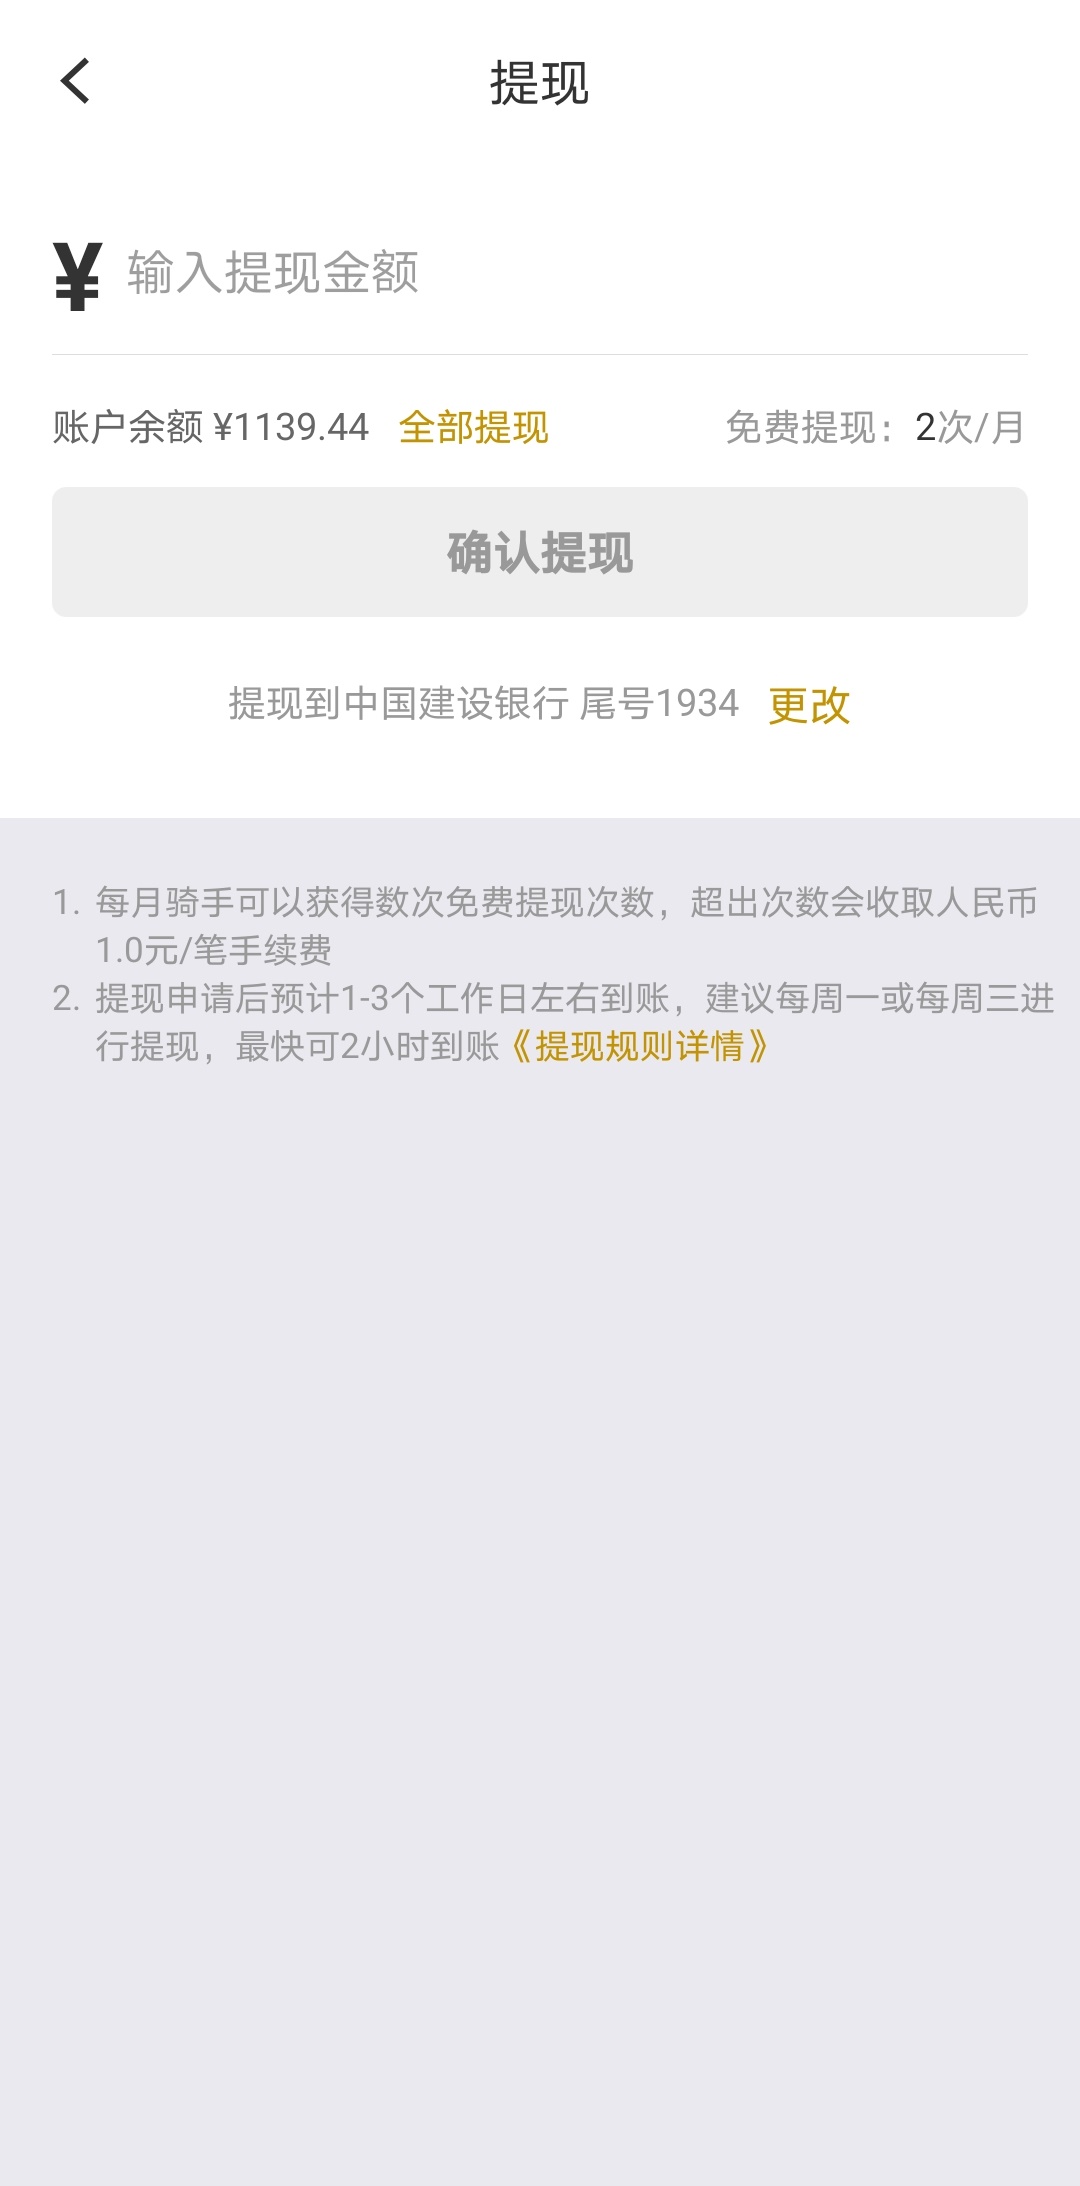 提现
¥ 输入提现金额
账户余额 ¥1139.44 全部提现 免费提现：2次/月
确认提现
提现到中国建设银行 尾号1934 更改
1. 每月骑手可以获得数次免费提现次数，超出次数会收取人民币
1.0元/笔手续费
2. 提现申请后预计1-3个工作日左右到账，建议每周一或每周三进
行提现，最快可2小时到账《提现规则详情》